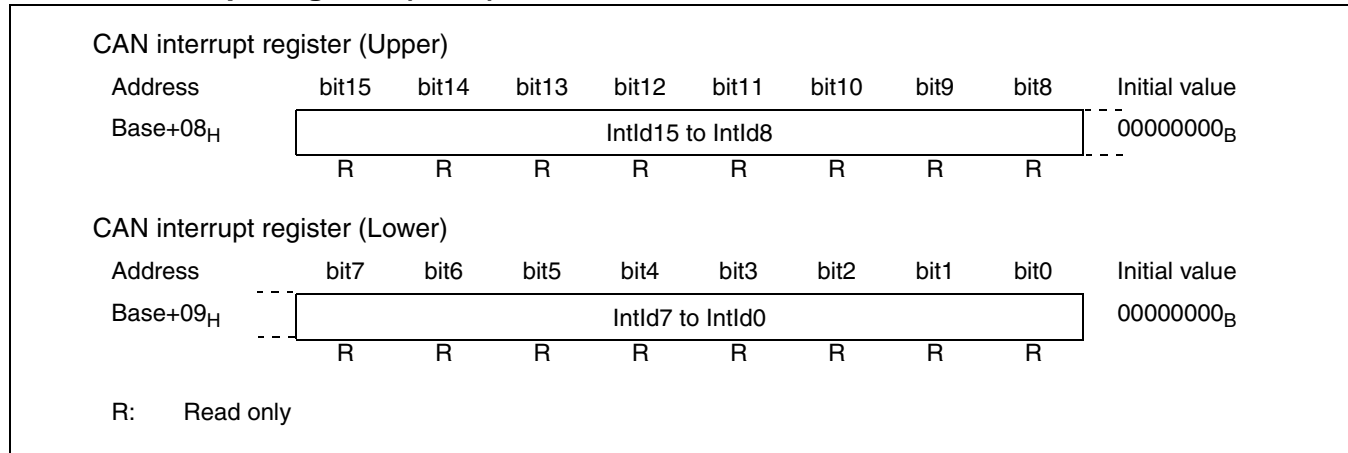 CAN interrupt register (Upper)
Address bit15 bit14 bit13 bit12 bit11 bit10 bit9 bit8 Initial value
Base+08H IntId15 to IntId8 00000000B
R R R R R R R R
CAN interrupt register (Lower)
Address bit7 bit6 bit5 bit4 bit3 bit2 bit1 bit0 Initial value
Base+09H IntId7 to IntId0 00000000B
R R R R R R R R
R: Read only